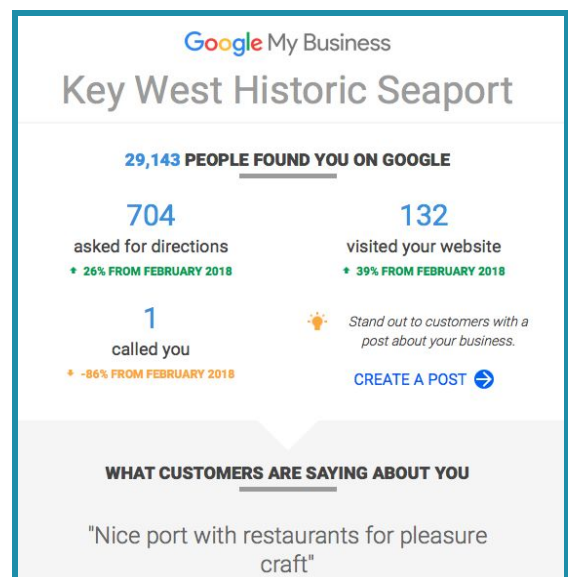 Google My Business
Key West Historic Seaport
29,143 PEOPLE FOUND YOU ON GOOGLE
704
asked for directions
26% FROM FEBRUARY 2018
132
visited your website
39% FROM FEBRUARY 2018
1
called you
-86% FROM FEBRUARY 2018
Stand out to customers with a
post about your business.
CREATE A POST
WHAT CUSTOMERS ARE SAYING ABOUT YOU
"Nice port with restaurants for pleasure
craft"